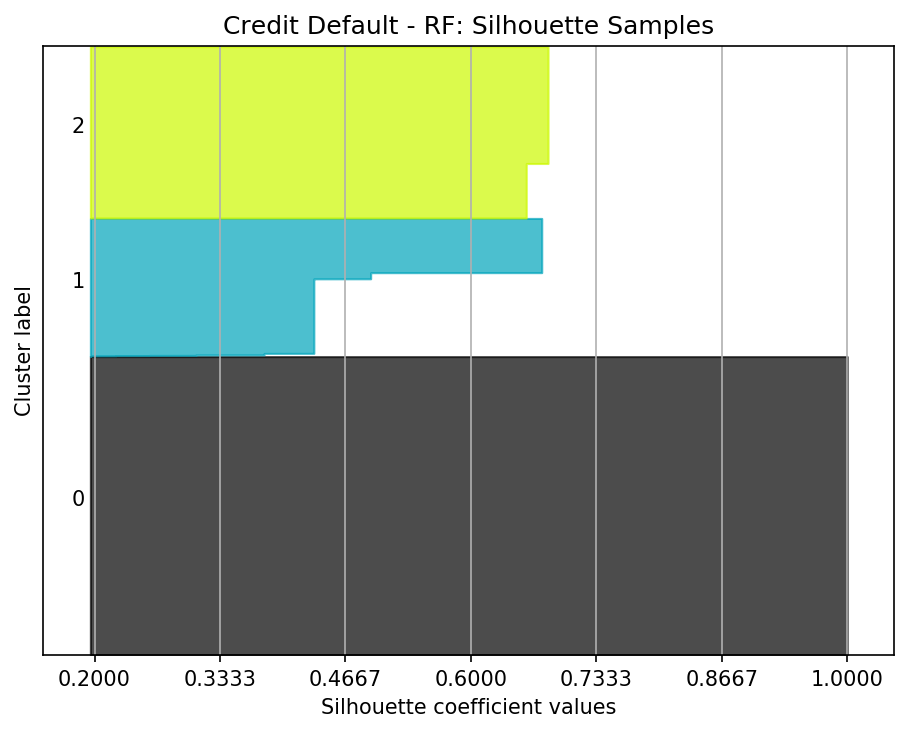 Credit Default - RF: Silhouette Samples
2
1
0
Cluster label
0.2000 0.3333 0.4667 0.6000 0.7333 0.8667 1.0000
Silhouette coefficient values